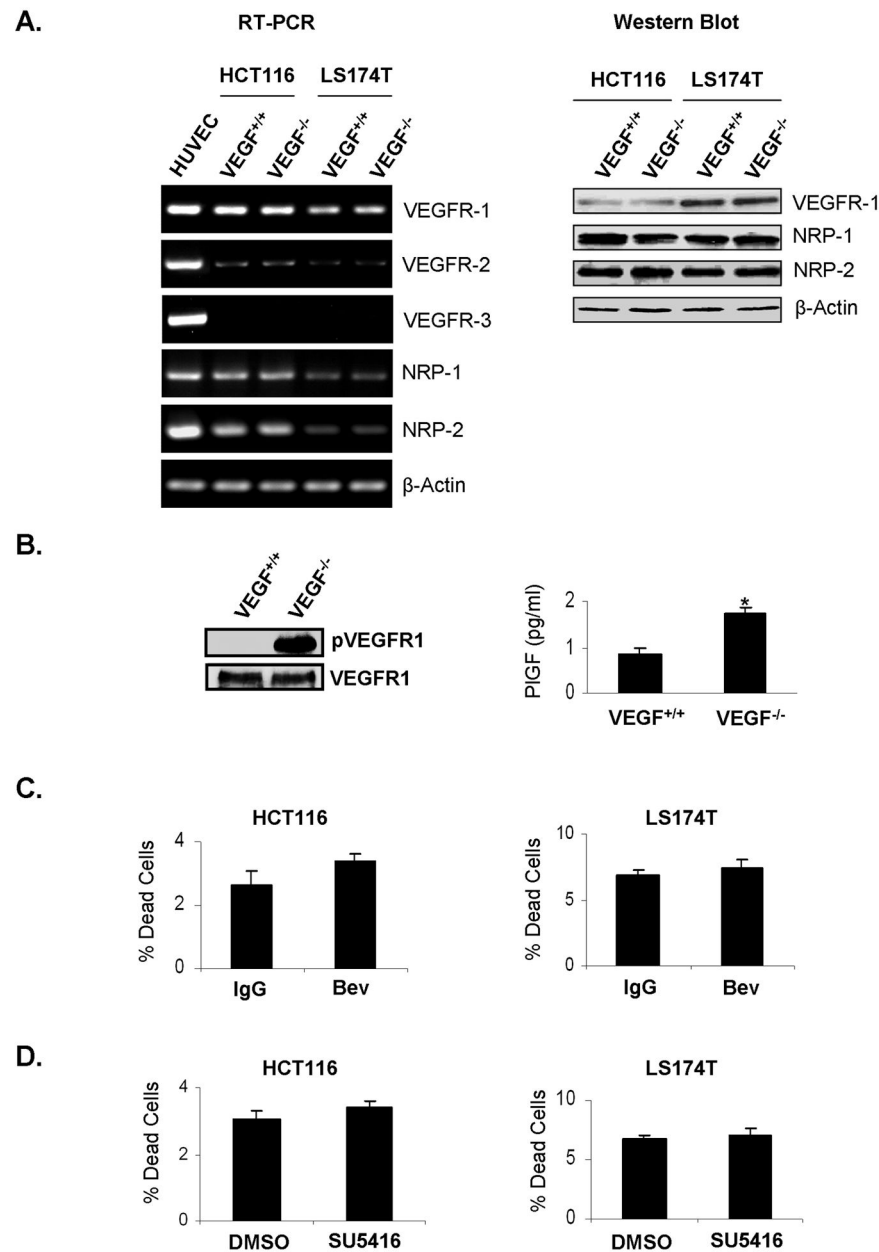 A.
RT-PCR
HCT116 LS174T
HUVEC VEGF+/+ VEGF-/- VEGF+/+ VEGF-/-
VEGFR-1
VEGFR-2
VEGFR-3
NRP-1
NRP-2
β-Actin
Western Blot
HCT116 LS174T
VEGF+/+ VEGF-/- VEGF+/+ VEGF-/-
VEGFR-1
NRP-1
NRP-2
β-Actin
B.
VEGF+/+ VEGF-/-
pVEGFR1
VEGFR1
PlGF (pg/ml)
2
1
0
*
VEGF+/+ VEGF-/-
C.
HCT116
% Dead Cells
4
2
0
IgG Bev
LS174T
% Dead Cells
10
5
0
IgG Bev
D.
HCT116
% Dead Cells
4
2
0
DMSO SU5416
LS174T
% Dead Cells
10
5
0
DMSO SU5416